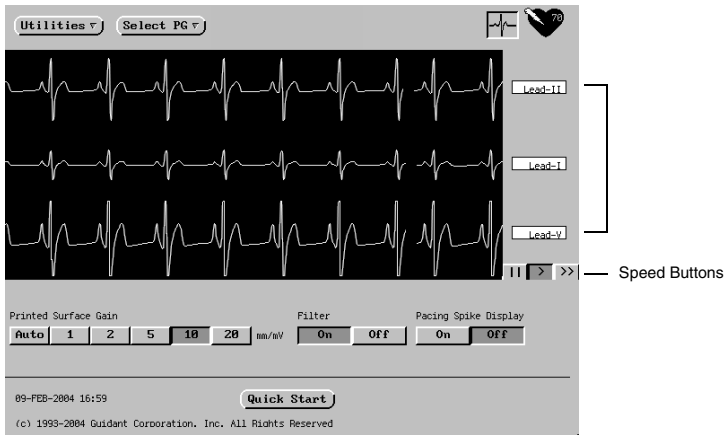 Utilities ▿ Select PG ▿
70
Lead-II
Lead-I
Lead-V
II > >> Speed Buttons
Printed Surface Gain Filter Pacing Spike Display
Auto 1 2 5 10 20 mm/mV On Off On Off
09-FEB-2004 16:59 Quick Start
(c) 1993-2004 Guidant Corporation, Inc. All Rights Reserved